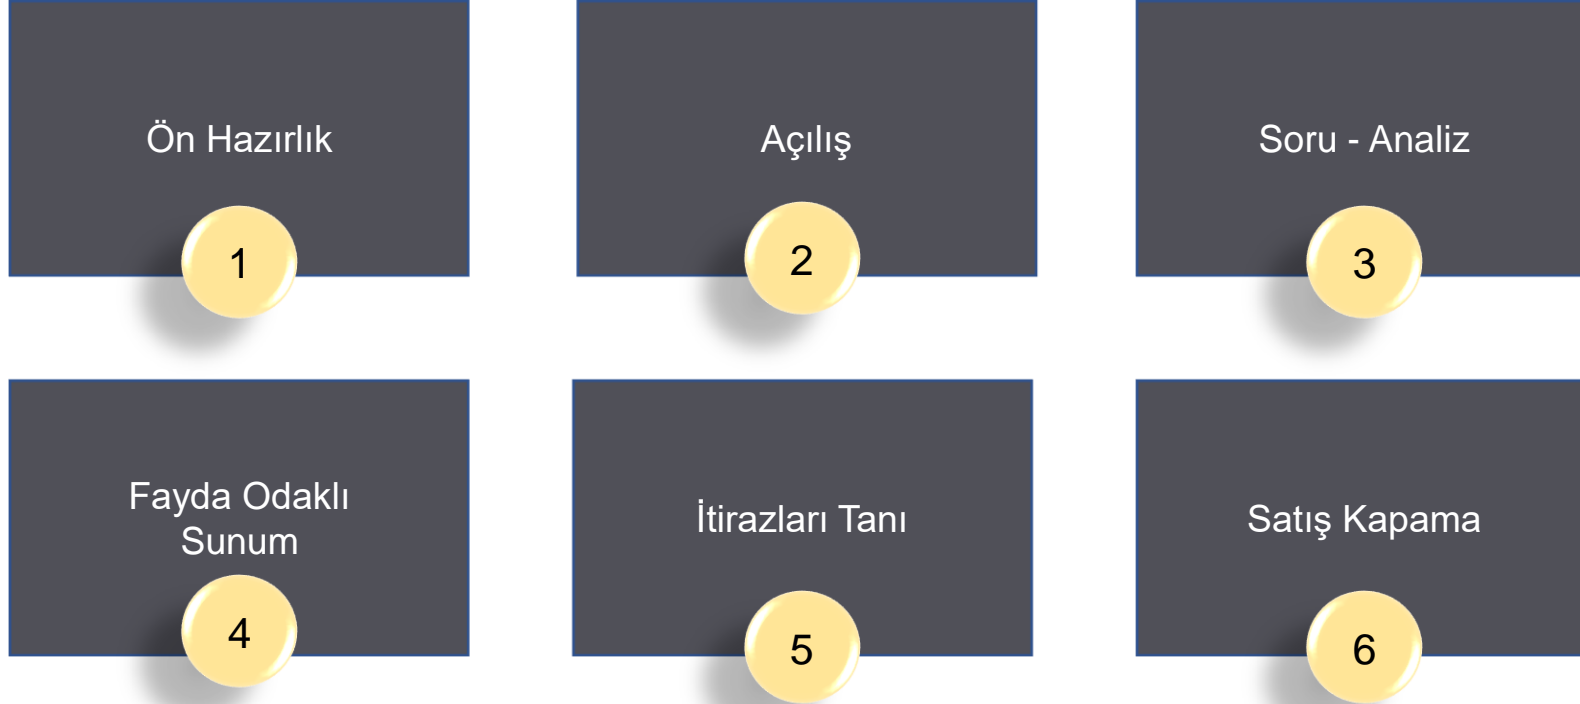 Ön Hazırlık
1
Açılış
2
Soru - Analiz
3
Fayda Odaklı
Sunum
4
İtirazları Tanı
5
Satış Kapama
6